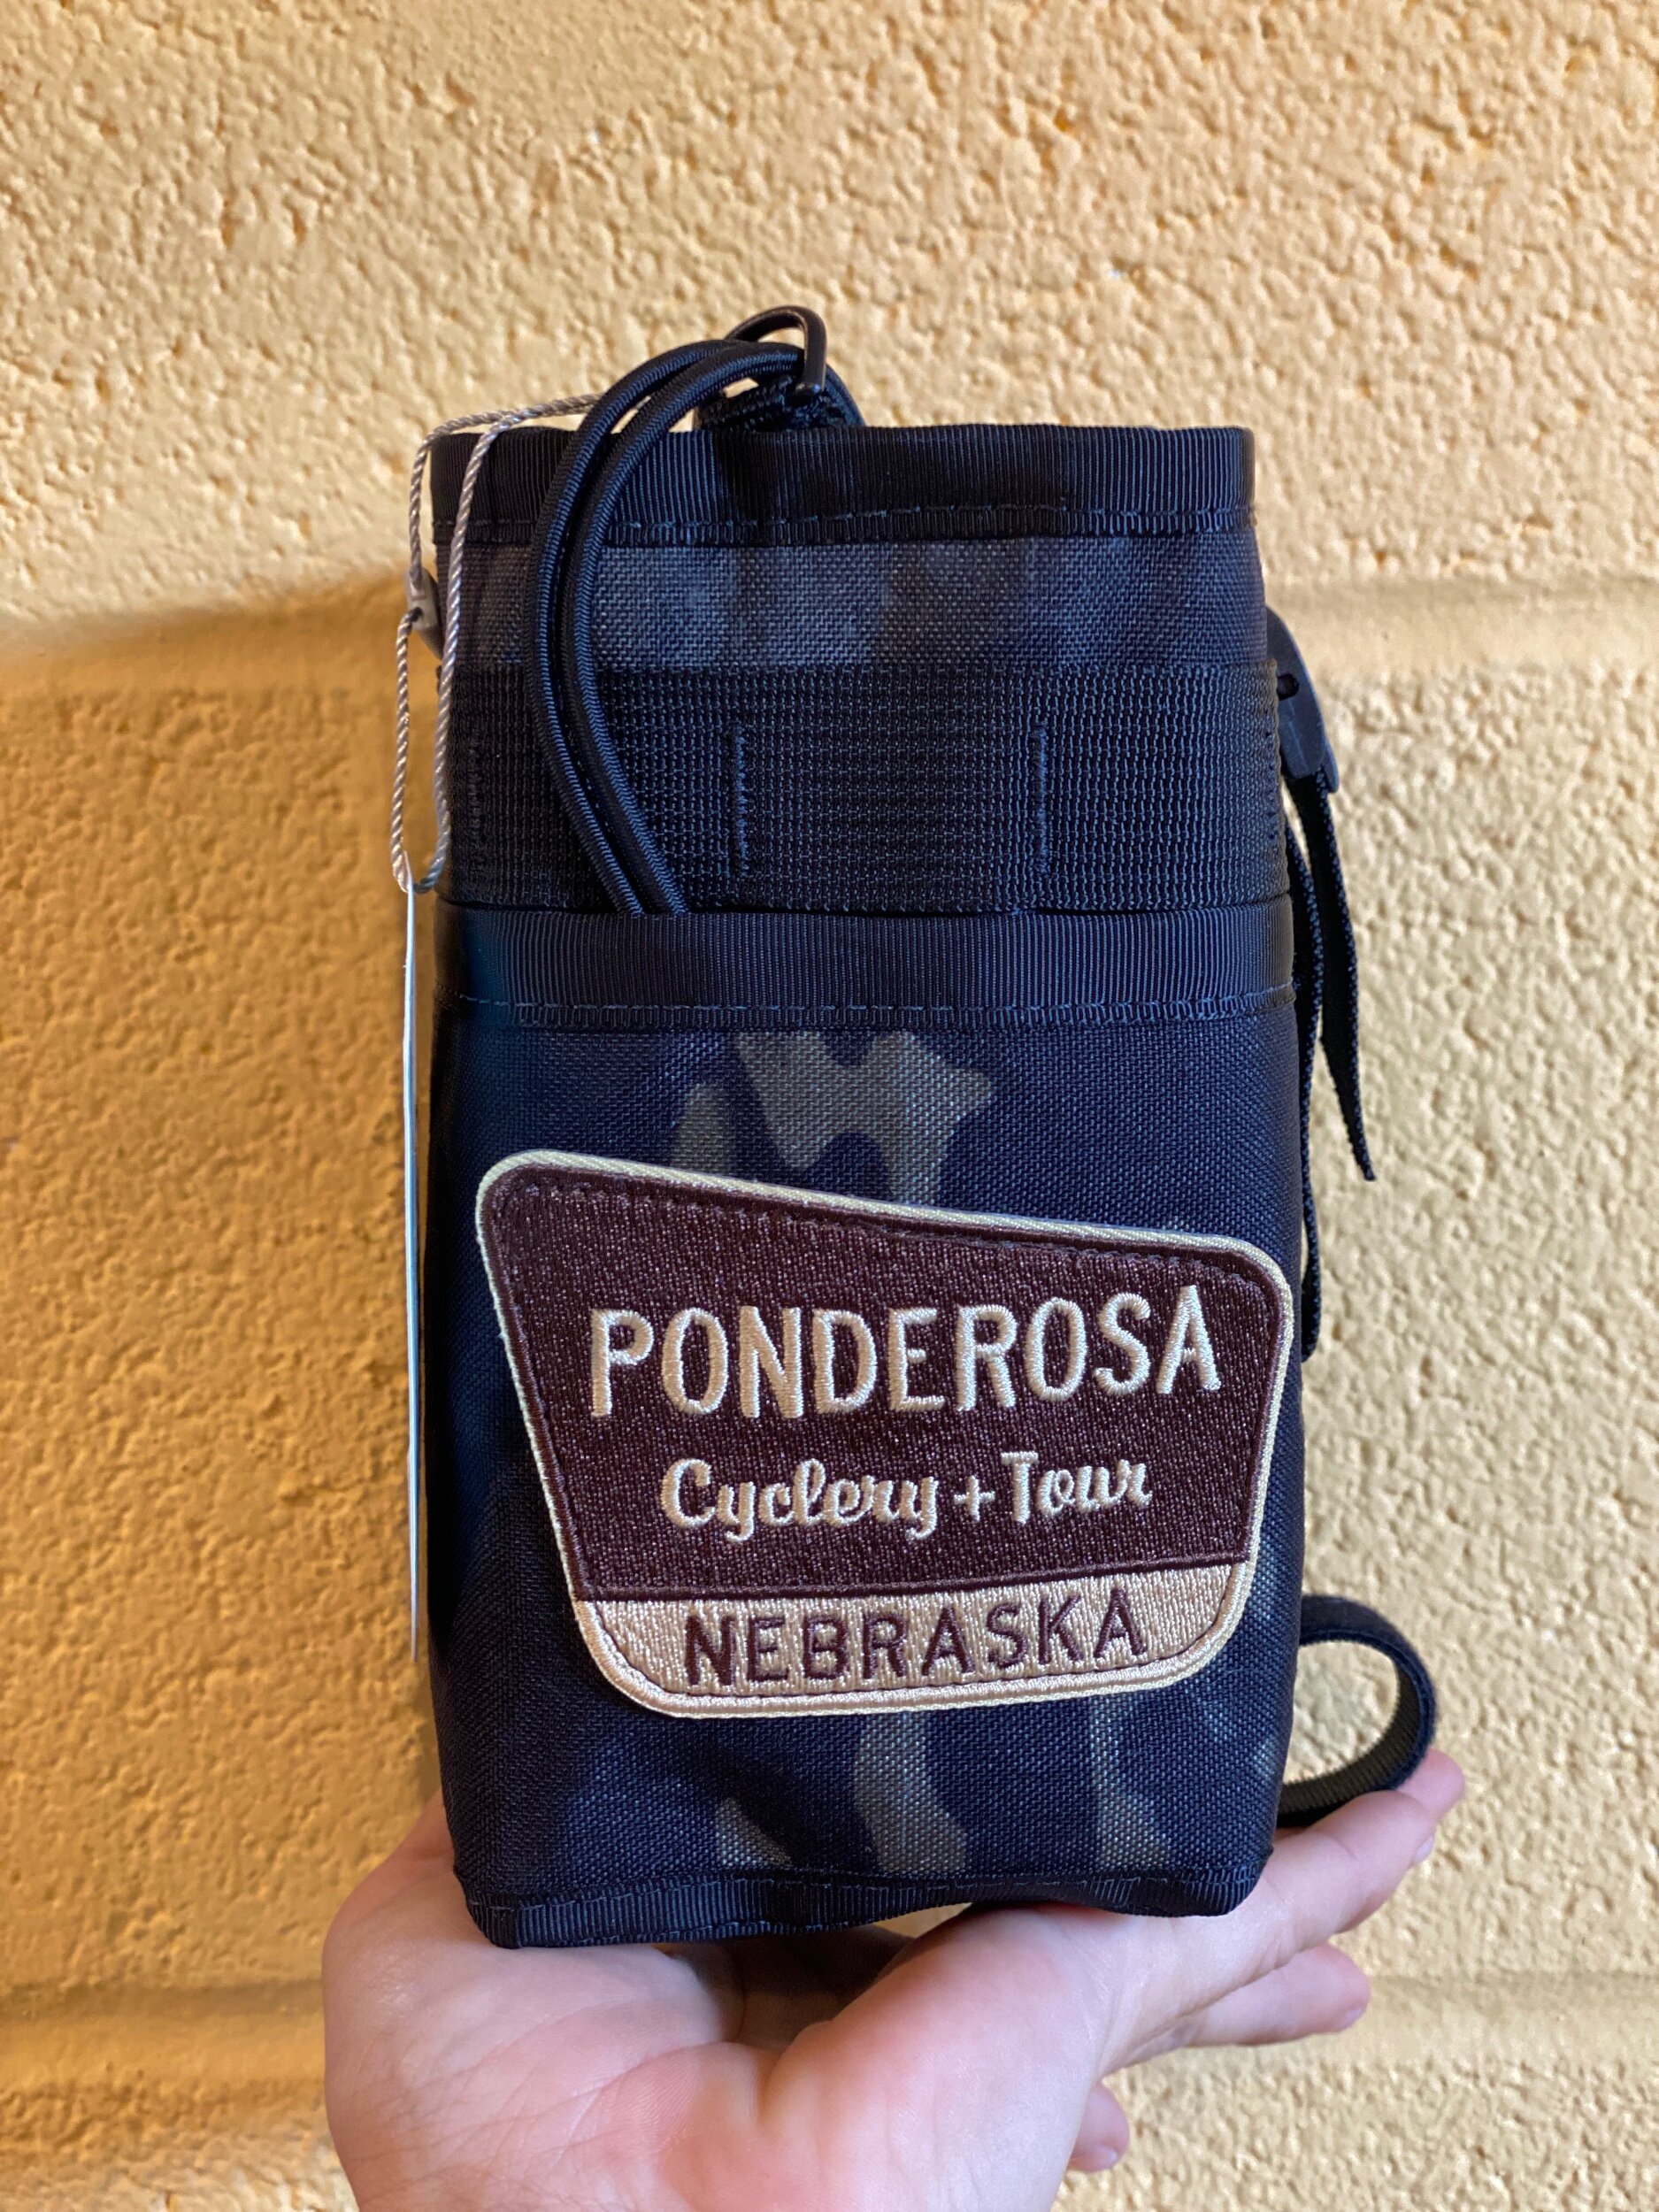 PONDEROSA
Cyclery + Tour
NEBRASKA